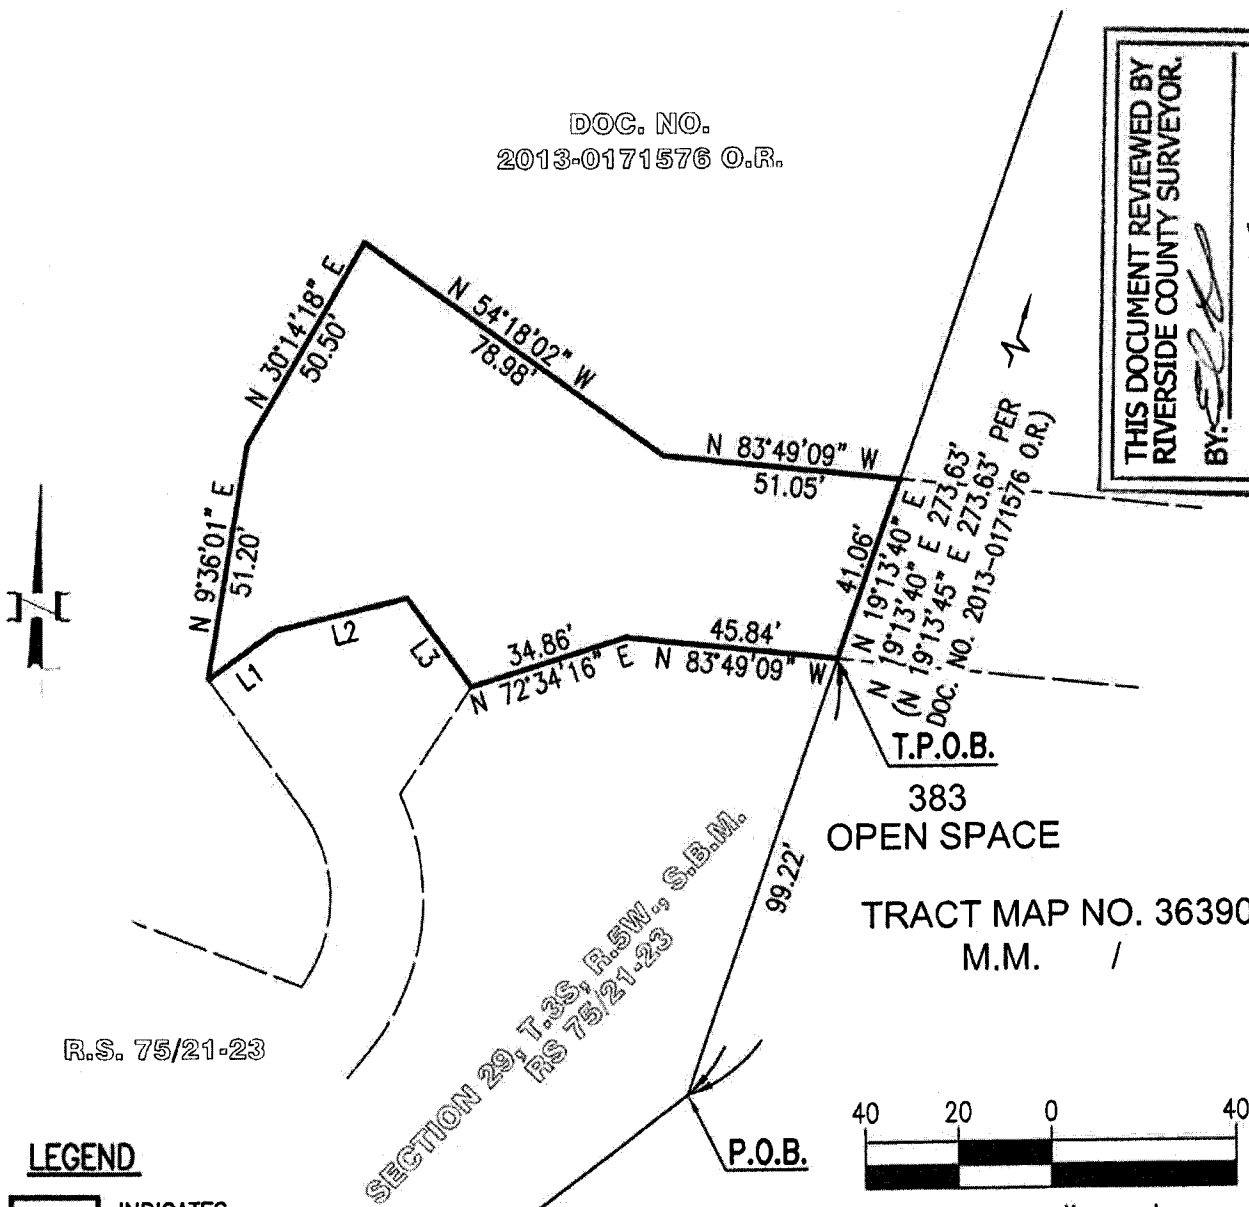 DOC. NO.
2013-0171576 O.R.
THIS DOCUMENT REVIEWED BY
RIVERSIDE COUNTY SURVEYOR.
BY:
N 30°14'18" E
50.50'
N 54°18'02" W
78.98'
N 83°49'09" W
51.05'
N 9°36'01" E
51.20'
41.06'
N 19°13'40" E
N 19°13'40" E 273.63'
(N 19°13'45" E 273.63' PER
DOC. NO. 2013-0171576 O.R.)
N
L1
L2
L3
34.86'
N 72°34'16" E
45.84'
N 83°49'09" W
T.P.O.B.
383
OPEN SPACE
99.22'
TRACT MAP NO. 36390
M.M. /
SECTION 29, T.3S, R.5W., S.B.M.
RS 75/21-23
R.S. 75/21-23
P.O.B.
40 20 0 40
LEGEND
INDICATES